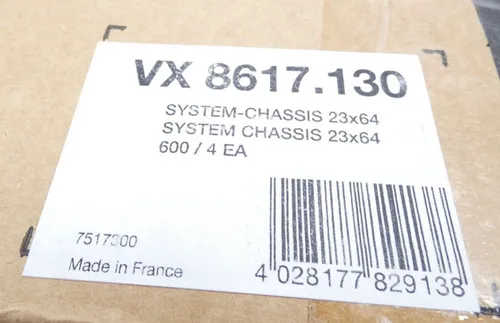 VX 8617.130
SYSTEM-CHASSIS 23x64
SYSTEM CHASSIS 23x64
600 / 4 EA
7517300
Made in France
4 028177 829138